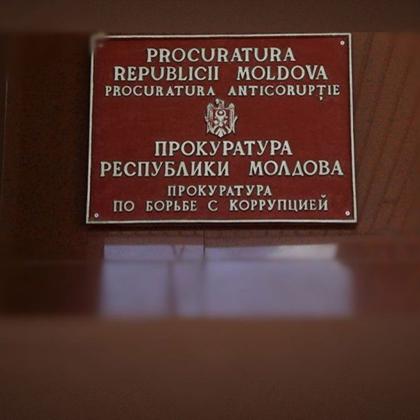 PROCURATURA
REPUBLICII MOLDOVA
PROCURATURA ANTICORUPȚIE
ПРОКУРАТУРА
РЕСПУБЛИКИ МОЛДОВА
ПРОКУРАТУРА
ПО БОРЬБЕ С КОРРУПЦИЕЙ